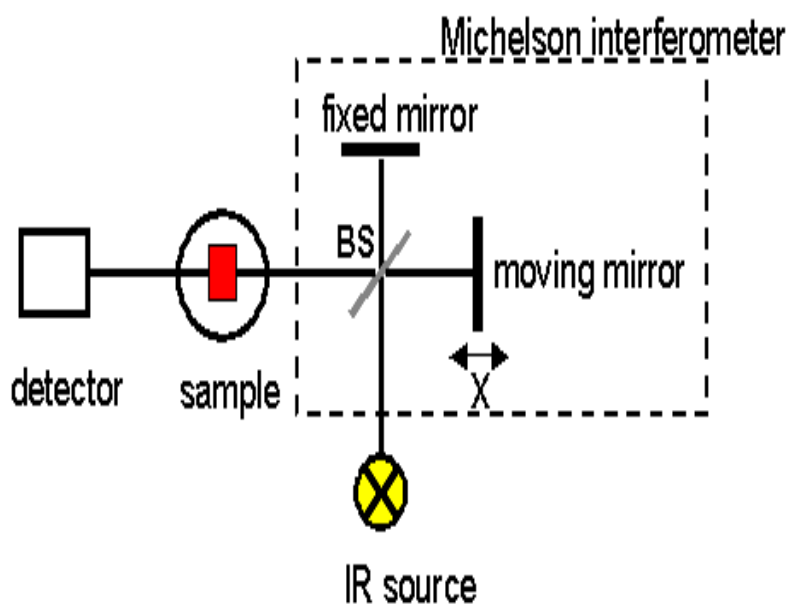 Michelson interferometer
fixed mirror
BS
moving mirror
X
detector
sample
IR source